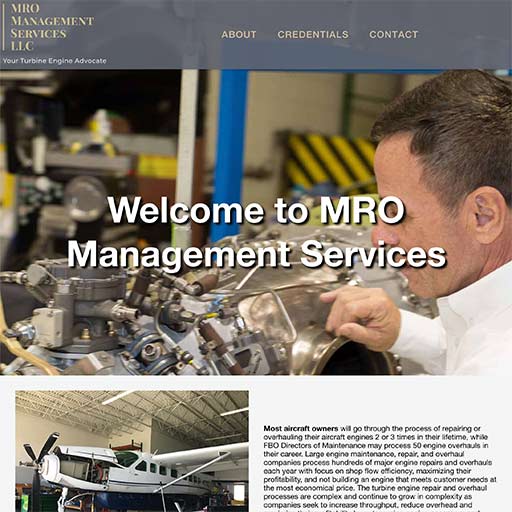 MRO
MANAGEMENT
SERVICES
LLC
Your Turbine Engine Advocate
ABOUT CREDENTIALS CONTACT
Welcome to MRO
Management Services
Most aircraft owners will go through the process of repairing or
overhauling their aircraft engines 2 or 3 times in their lifetime, while
FBO Directors of Maintenance may process 50 engine overhauls in
their career. Large engine maintenance, repair, and overhaul
companies process hundreds of major engine repairs and overhauls
each year with focus on shop flow efficiency, maximizing their
profitability, and not building an engine that meets customer needs at
the most economical price. The turbine engine repair and overhaul
processes are complex and continue to grow in complexity as
companies seek to increase throughput, reduce overhead and